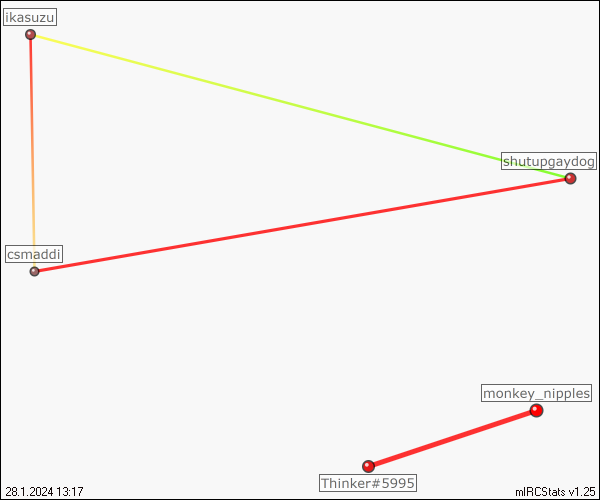 ikasuzu
shutupgaydog
csmaddi
monkey_nipples
Thinker#5995
28.1.2024 13:17
mIRCStats v1.25